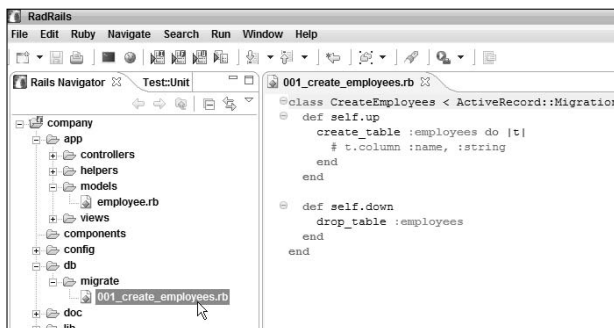 RadRails
File Edit Ruby Navigate Search Run Window Help
Rails Navigator Test::Unit
company
app
controllers
helpers
models
employee.rb
views
components
config
db
migrate
001_create_employees.rb
doc
lib
001_create_employees.rb
class CreateEmployees < ActiveRecord::Migration
def self.up
create_table :employees do |t|
# t.column :name, :string
end
end
def self.down
drop_table :employees
end
end